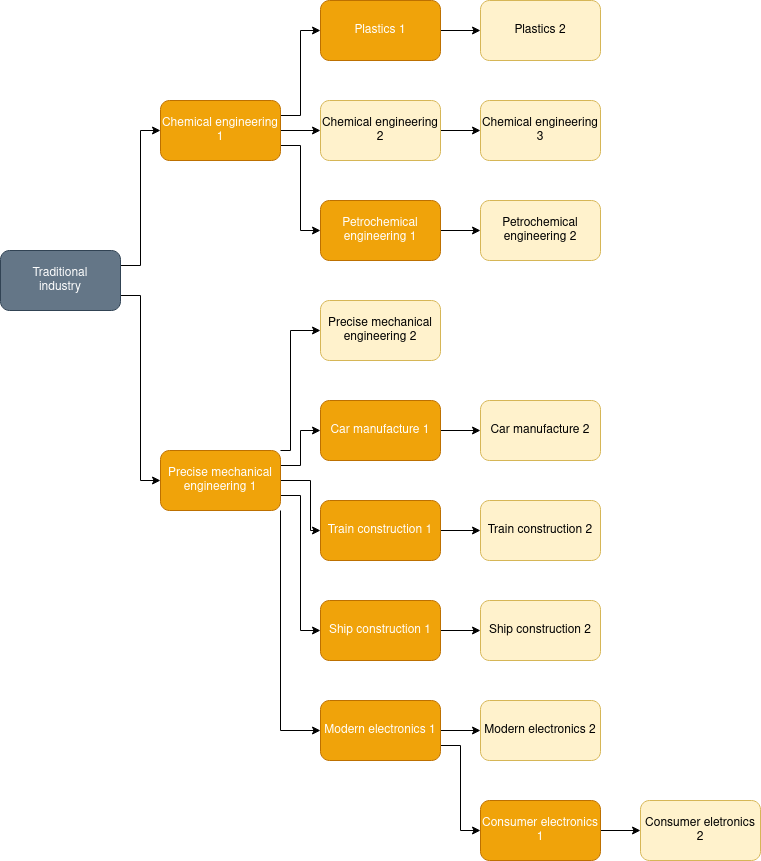 Plastics 1
Plastics 2
Chemical engineering
1
Chemical engineering
2
Chemical engineering
3
Petrochemical
engineering 1
Petrochemical
engineering 2
Traditional
industry
Precise mechanical
engineering 2
Car manufacture 1
Car manufacture 2
Precise mechanical
engineering 1
Train construction 1
Train construction 2
Ship construction 1
Ship construction 2
Modern electronics 1
Modern electronics 2
Consumer electronics
1
Consumer eletronics
2